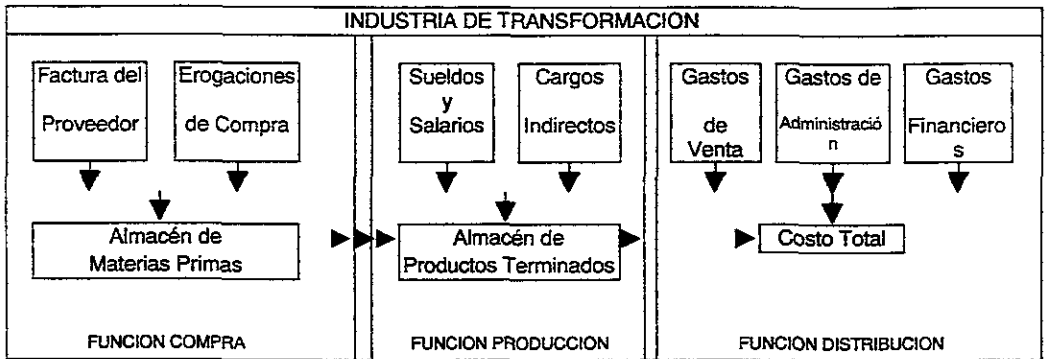 INDUSTRIA DE TRANSFORMACION
Factura del
Proveedor
Erogaciones
de Compra
Almacén de
Materias Primas
FUNCION COMPRA
Sueldos
y
Salarios
Cargos
Indirectos
Almacén de
Productos Terminados
FUNCION PRODUCCION
Gastos
de
Venta
Gastos de
Administració
n
Gastos
Financiero
s
Costo Total
FUNCION DISTRIBUCION